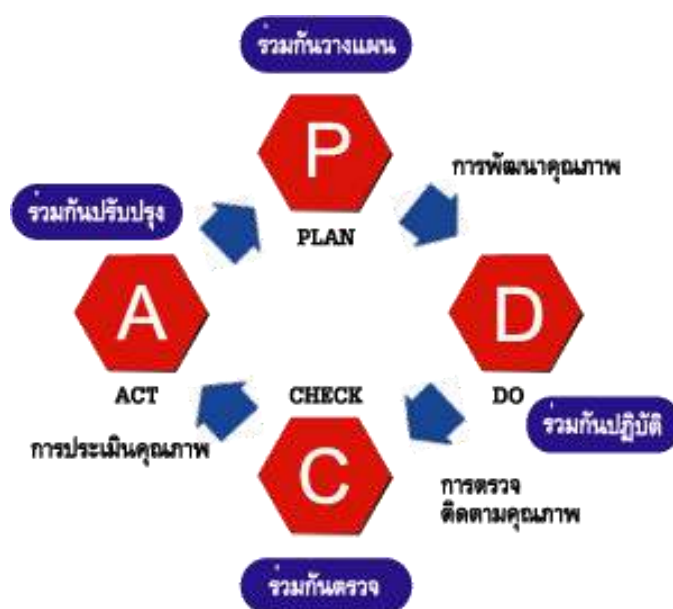 ร่วมกันวางแผน
P
PLAN
การพัฒนาคุณภาพ
ร่วมกันปรับปรุง
A
ACT
D
DO
ร่วมกันปฏิบัติ
CHECK
C
การประเมินคุณภาพ
การตรวจ
ติดตามคุณภาพ
ร่วมกันตรวจ